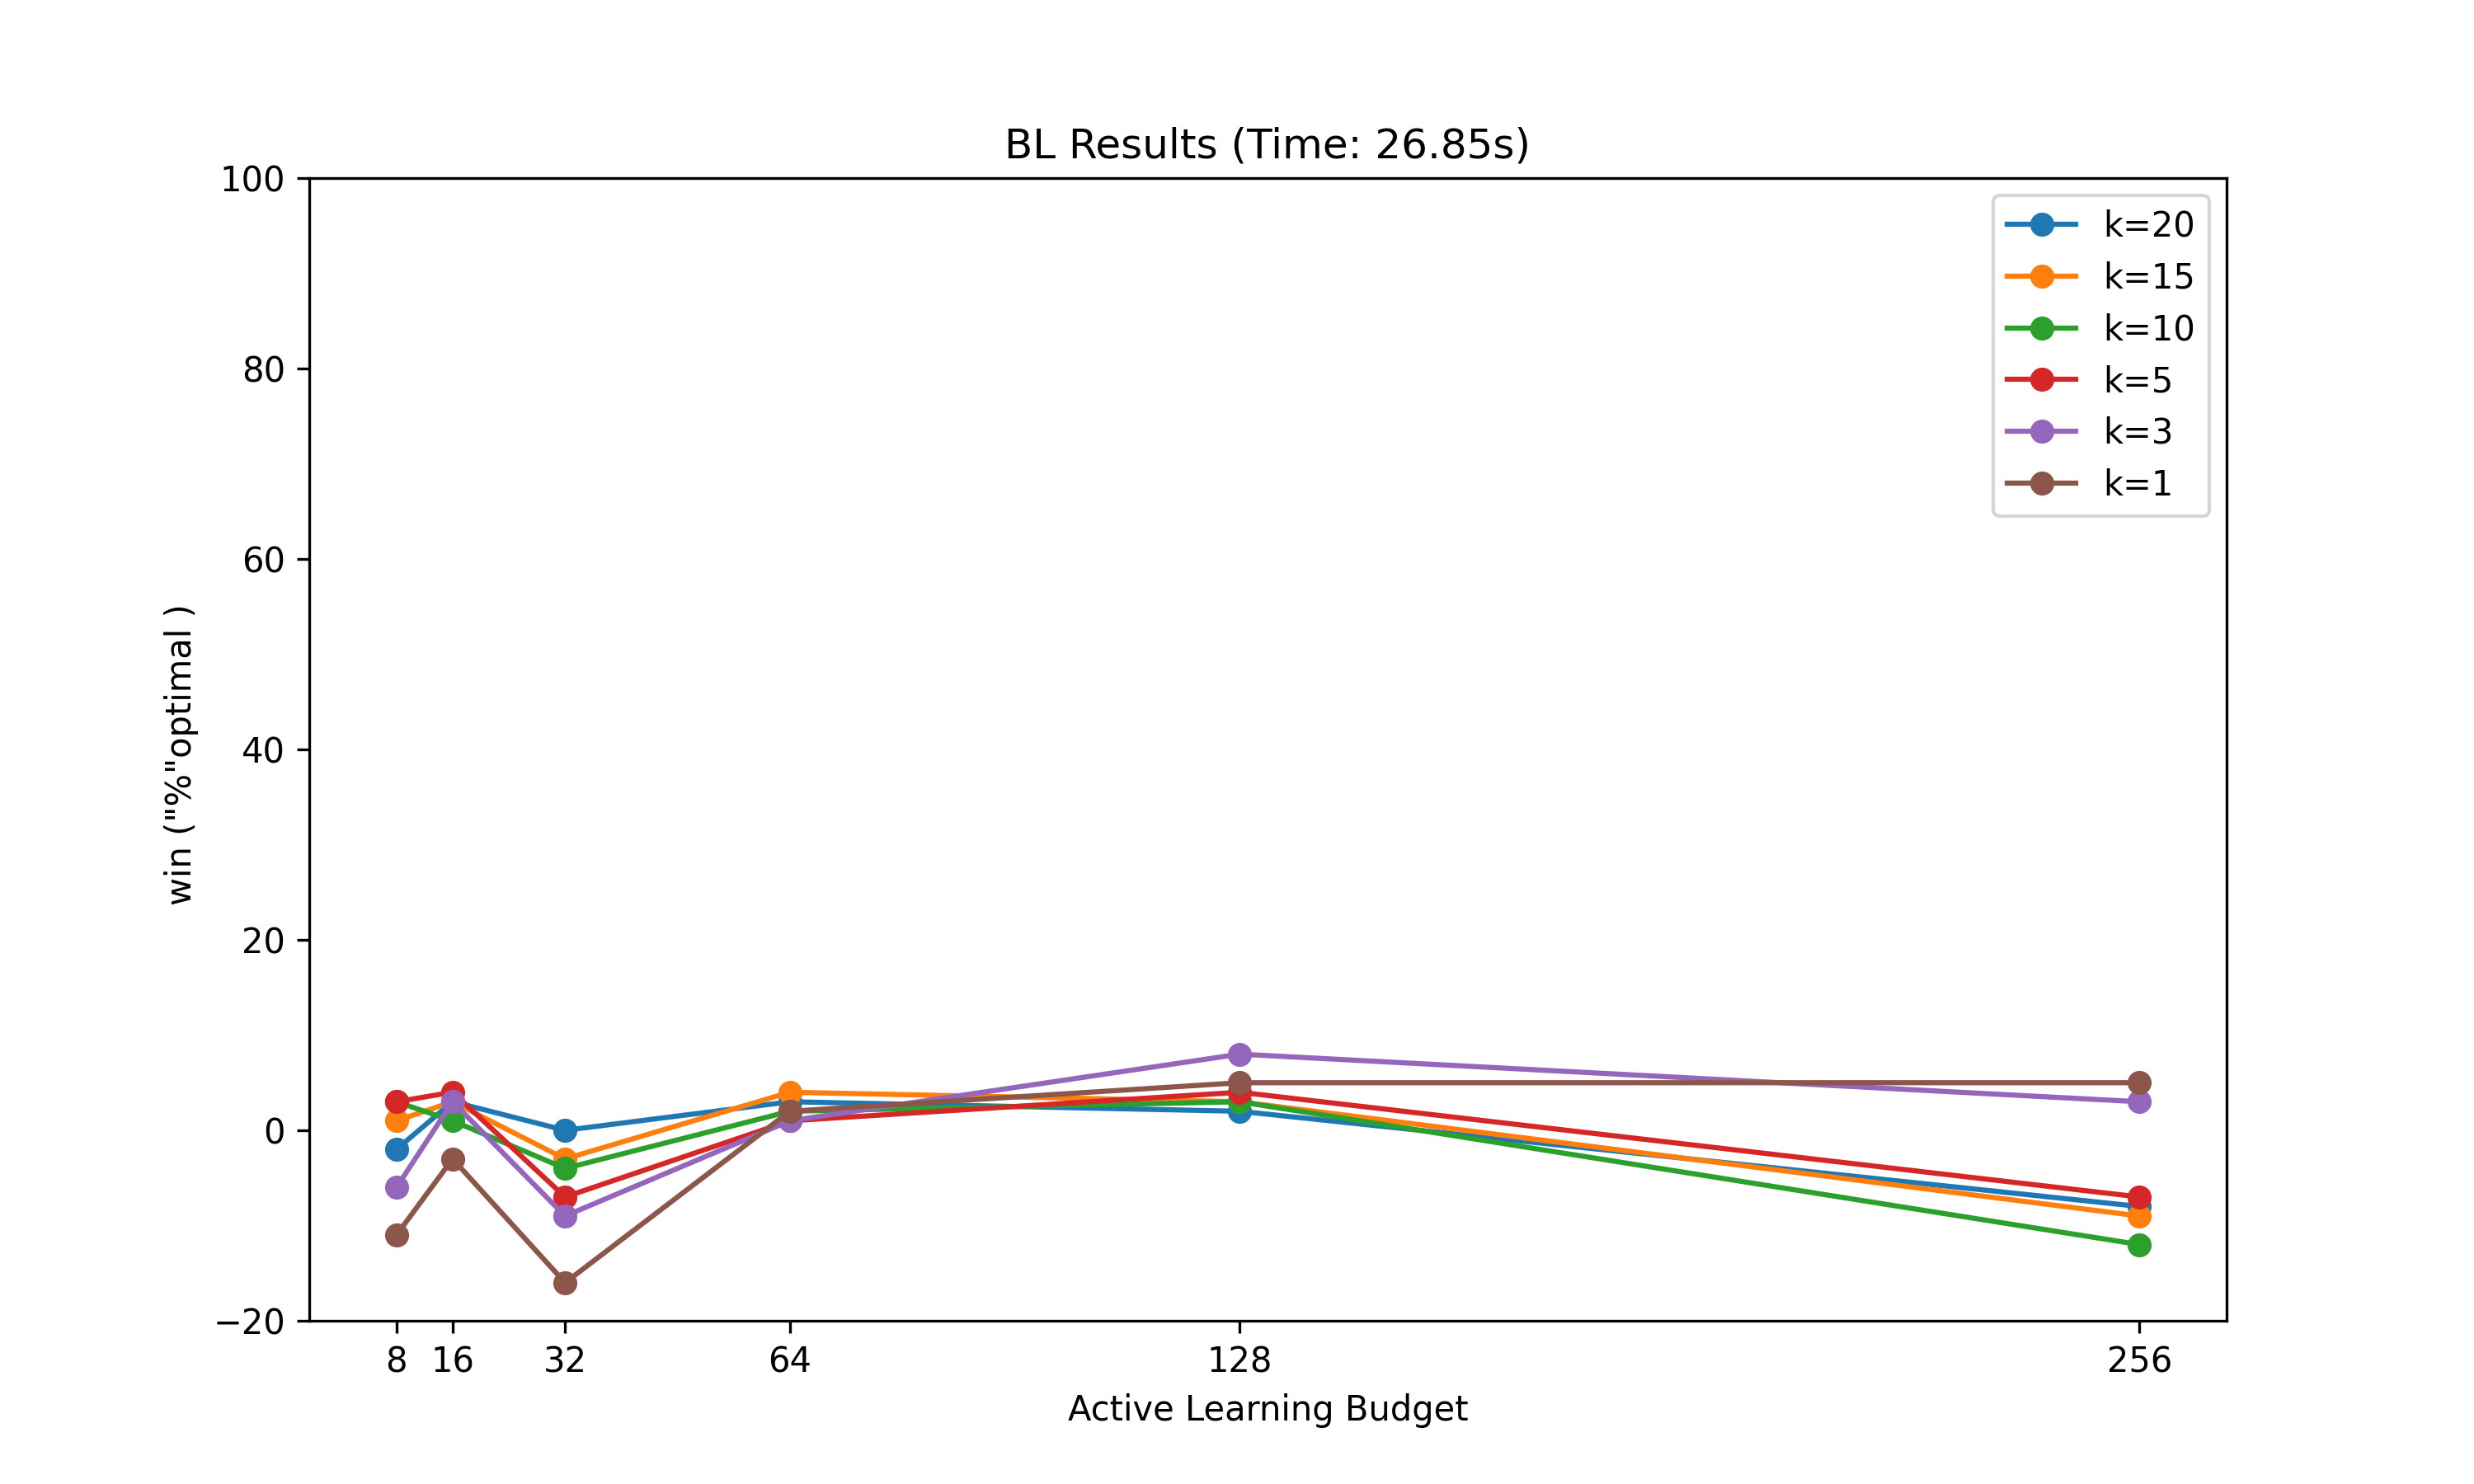 BL Results (Time: 26.85s)
100
80
60
40
20
0
−20
win ("%"optimal )
k=20
k=15
k=10
k=5
k=3
k=1
8 16 32 64 128 256
Active Learning Budget